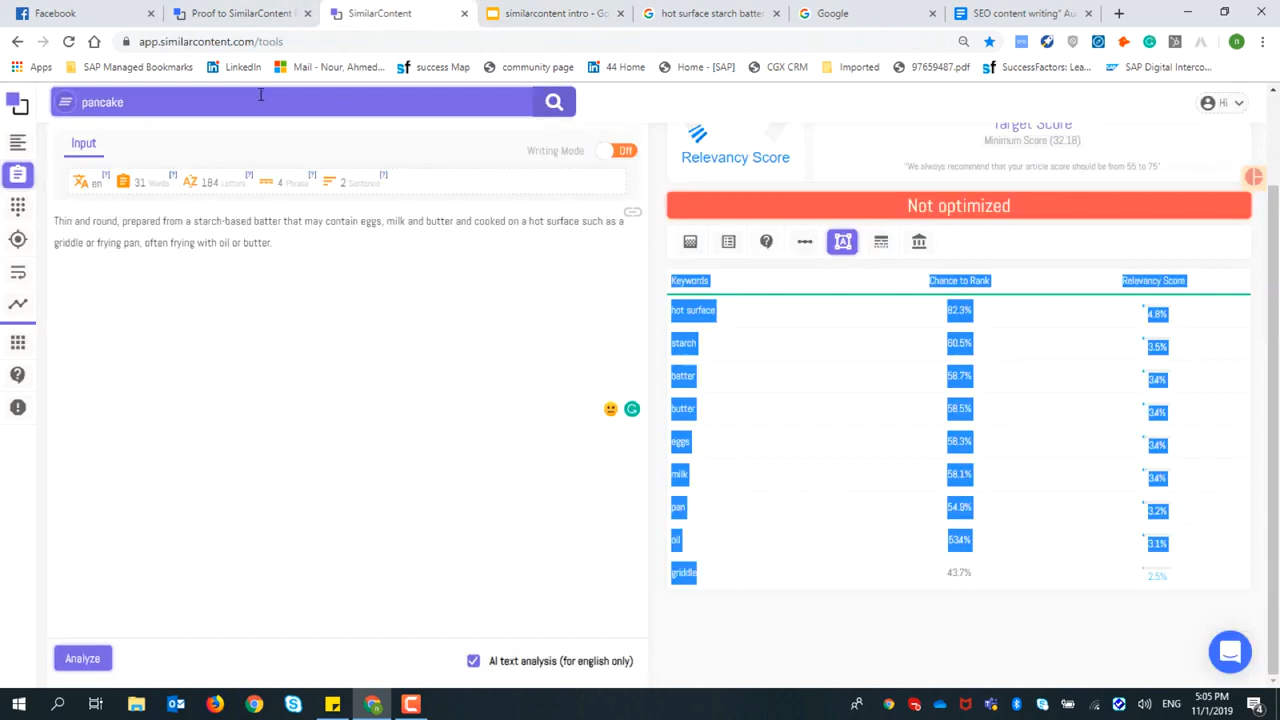 Facebook
Proof to SimilarContent
SimilarContent
similarcontent intro - Go
hot surface starch batter
Google
SEO content writing" Au
app.similarcontent.com/tools
Apps
SAP Managed Bookmarks
LinkedIn
Mail - Nour, Ahmed...
success Map
community page
44 Home
Home - [SAP]
CGX CRM
Imported
97659487.pdf
SuccessFactors: Lea...
SAP Digital Interco...
pancake
Hi
Input
Writing Mode
Off
en [?] 31 Words [?] 184 Letters [?] 4 Phrase [?] 2 Sentence [?]
Thin and round, prepared from a starch-based batter that may contain eggs, milk and butter and cooked on a hot surface such as a
griddle or frying pan, often frying with oil or butter.
Analyze
AI text analysis (for english only)
Relevancy Score
Target Score
Minimum Score (32.18)
"We always recommend that your article score should be from 55 to 75"
Not optimized
Keywords Chance to Rank Relevancy Score
hot surface 82.3% 4.8%
starch 60.5% 3.5%
batter 58.7% 3.4%
butter 58.5% 3.4%
eggs 58.3% 3.4%
milk 58.1% 3.4%
pan 54.9% 3.2%
oil 53.4% 3.1%
griddle 43.7% 2.5%
ENG
5:05 PM
11/1/2019
4